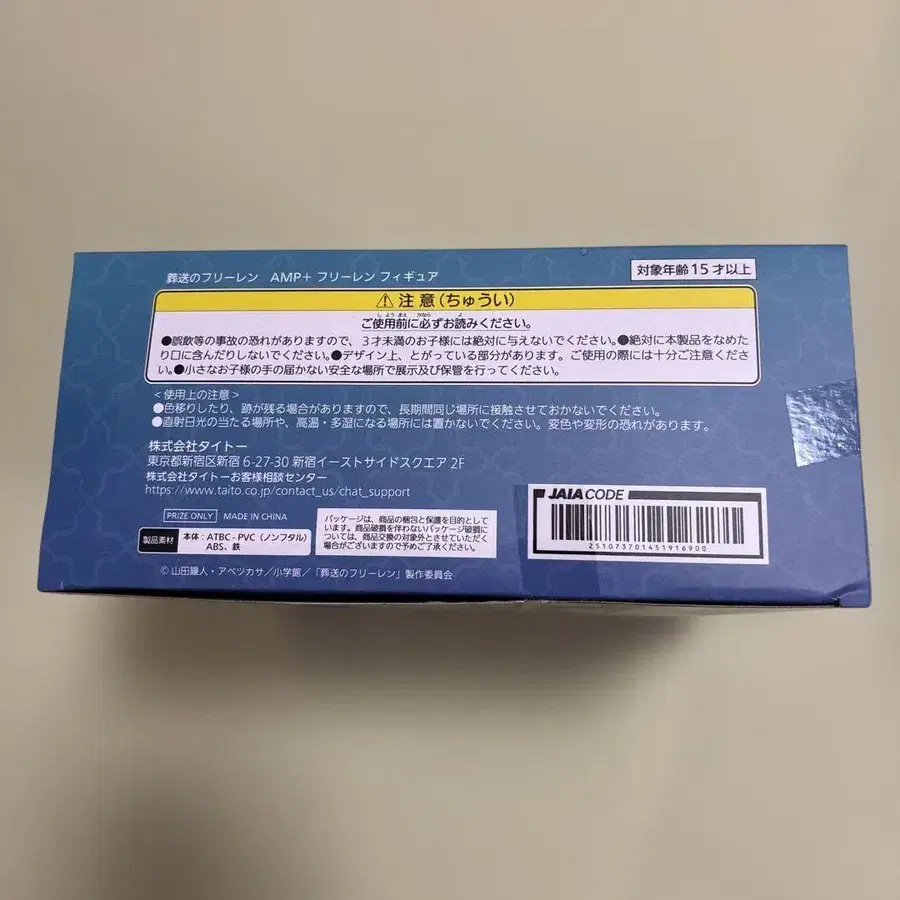 葬送のフリーレン AMP+ フリーレン フィギュア
対象年齢15才以上
⚠注意(ちゅうい)
ご使用前に必ずお読みください。
●誤飲等の事故の恐れがありますので、3才未満のお子様には絶対に与えないでください。●絶対に本製品をなめた
り口に含んだりしないでください。●デザイン上、とがっている部分があります。ご使用の際には十分ご注意くださ
い。●小さなお子様の手の届かない安全な場所で展示及び保管を行ってください。
<使用上の注意>
●色移りしたり、跡が残る場合がありますので、長期間同じ場所に接触させておかないでください。
●直射日光の当たる場所や、高温・多湿になる場所には置かないでください。変色や変形の恐れがあります。
株式会社タイトー
東京都新宿区新宿6-27-30 新宿イーストサイドスクエア 2F
株式会社タイトーお客様相談センター
https://www.taito.co.jp/contact_us/chat_support
PRIZE ONLY MADE IN CHINA
製品素材 本体:ATBC-PVC(ノンフタル)
ABS、鉄
パッケージは、商品の梱包と保護を目的として
います。商品破損を伴わないパッケージ破損に
ついては、商品交換の対象外とさせていただく
場合がございますので予めご了承ください。
JAIA CODE
251073701451916900
©山田鐘人・アベツカサ/小学館/「葬送のフリーレン」製作委員会